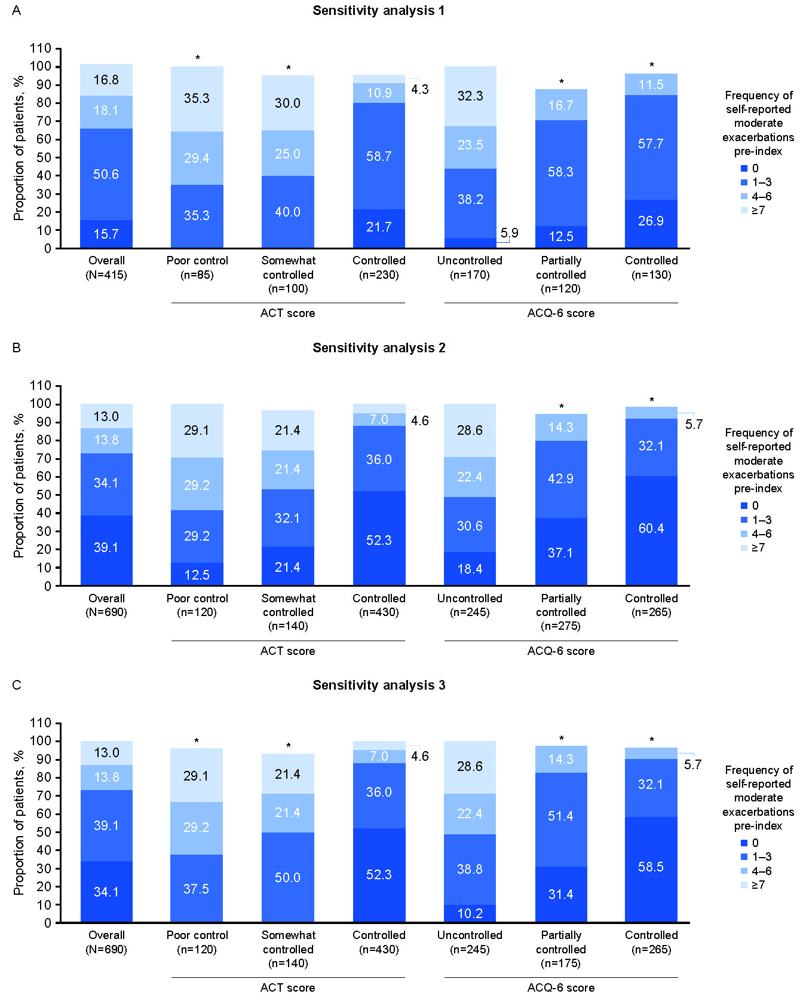 A
Sensitivity analysis 1
Proportion of patients, %
110
100
90
80
70
60
50
40
30
20
10
0
16.8
18.1
50.6
15.7
*
35.3
29.4
35.3
*
30.0
25.0
40.0
4.3
10.9
58.7
21.7
32.3
23.5
38.2
5.9
*
16.7
58.3
12.5
*
11.5
57.7
26.9
Overall
(N=415)
Poor control
(n=85)
Somewhat
controlled
(n=100)
Controlled
(n=230)
Uncontrolled
(n=170)
Partially
controlled
(n=120)
Controlled
(n=130)
ACT score
ACQ-6 score
Frequency of
self-reported
moderate
exacerbations
pre-index
0
1–3
4–6
≥7
B
Sensitivity analysis 2
Proportion of patients, %
110
100
90
80
70
60
50
40
30
20
10
0
13.0
13.8
34.1
39.1
29.1
29.2
29.2
12.5
21.4
21.4
32.1
21.4
4.6
7.0
36.0
52.3
28.6
22.4
30.6
18.4
*
14.3
42.9
37.1
*
5.7
32.1
60.4
Overall
(N=690)
Poor control
(n=120)
Somewhat
controlled
(n=140)
Controlled
(n=430)
Uncontrolled
(n=245)
Partially
controlled
(n=275)
Controlled
(n=265)
ACT score
ACQ-6 score
Frequency of
self-reported
moderate
exacerbations
pre-index
0
1–3
4–6
≥7
C
Sensitivity analysis 3
Proportion of patients, %
110
100
90
80
70
60
50
40
30
20
10
0
13.0
13.8
39.1
34.1
*
29.1
29.2
37.5
*
21.4
21.4
50.0
4.6
7.0
36.0
52.3
28.6
22.4
38.8
10.2
*
14.3
51.4
31.4
*
5.7
32.1
58.5
Overall
(N=690)
Poor control
(n=120)
Somewhat
controlled
(n=140)
Controlled
(n=430)
Uncontrolled
(n=245)
Partially
controlled
(n=175)
Controlled
(n=265)
ACT score
ACQ-6 score
Frequency of
self-reported
moderate
exacerbations
pre-index
0
1–3
4–6
≥7